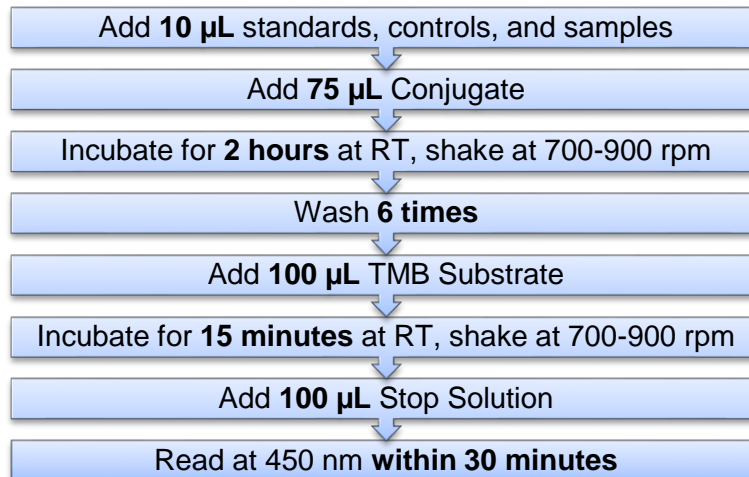 Add 10 µL standards, controls, and samples
Add 75 µL Conjugate
Incubate for 2 hours at RT, shake at 700-900 rpm
Wash 6 times
Add 100 µL TMB Substrate
Incubate for 15 minutes at RT, shake at 700-900 rpm
Add 100 µL Stop Solution
Read at 450 nm within 30 minutes